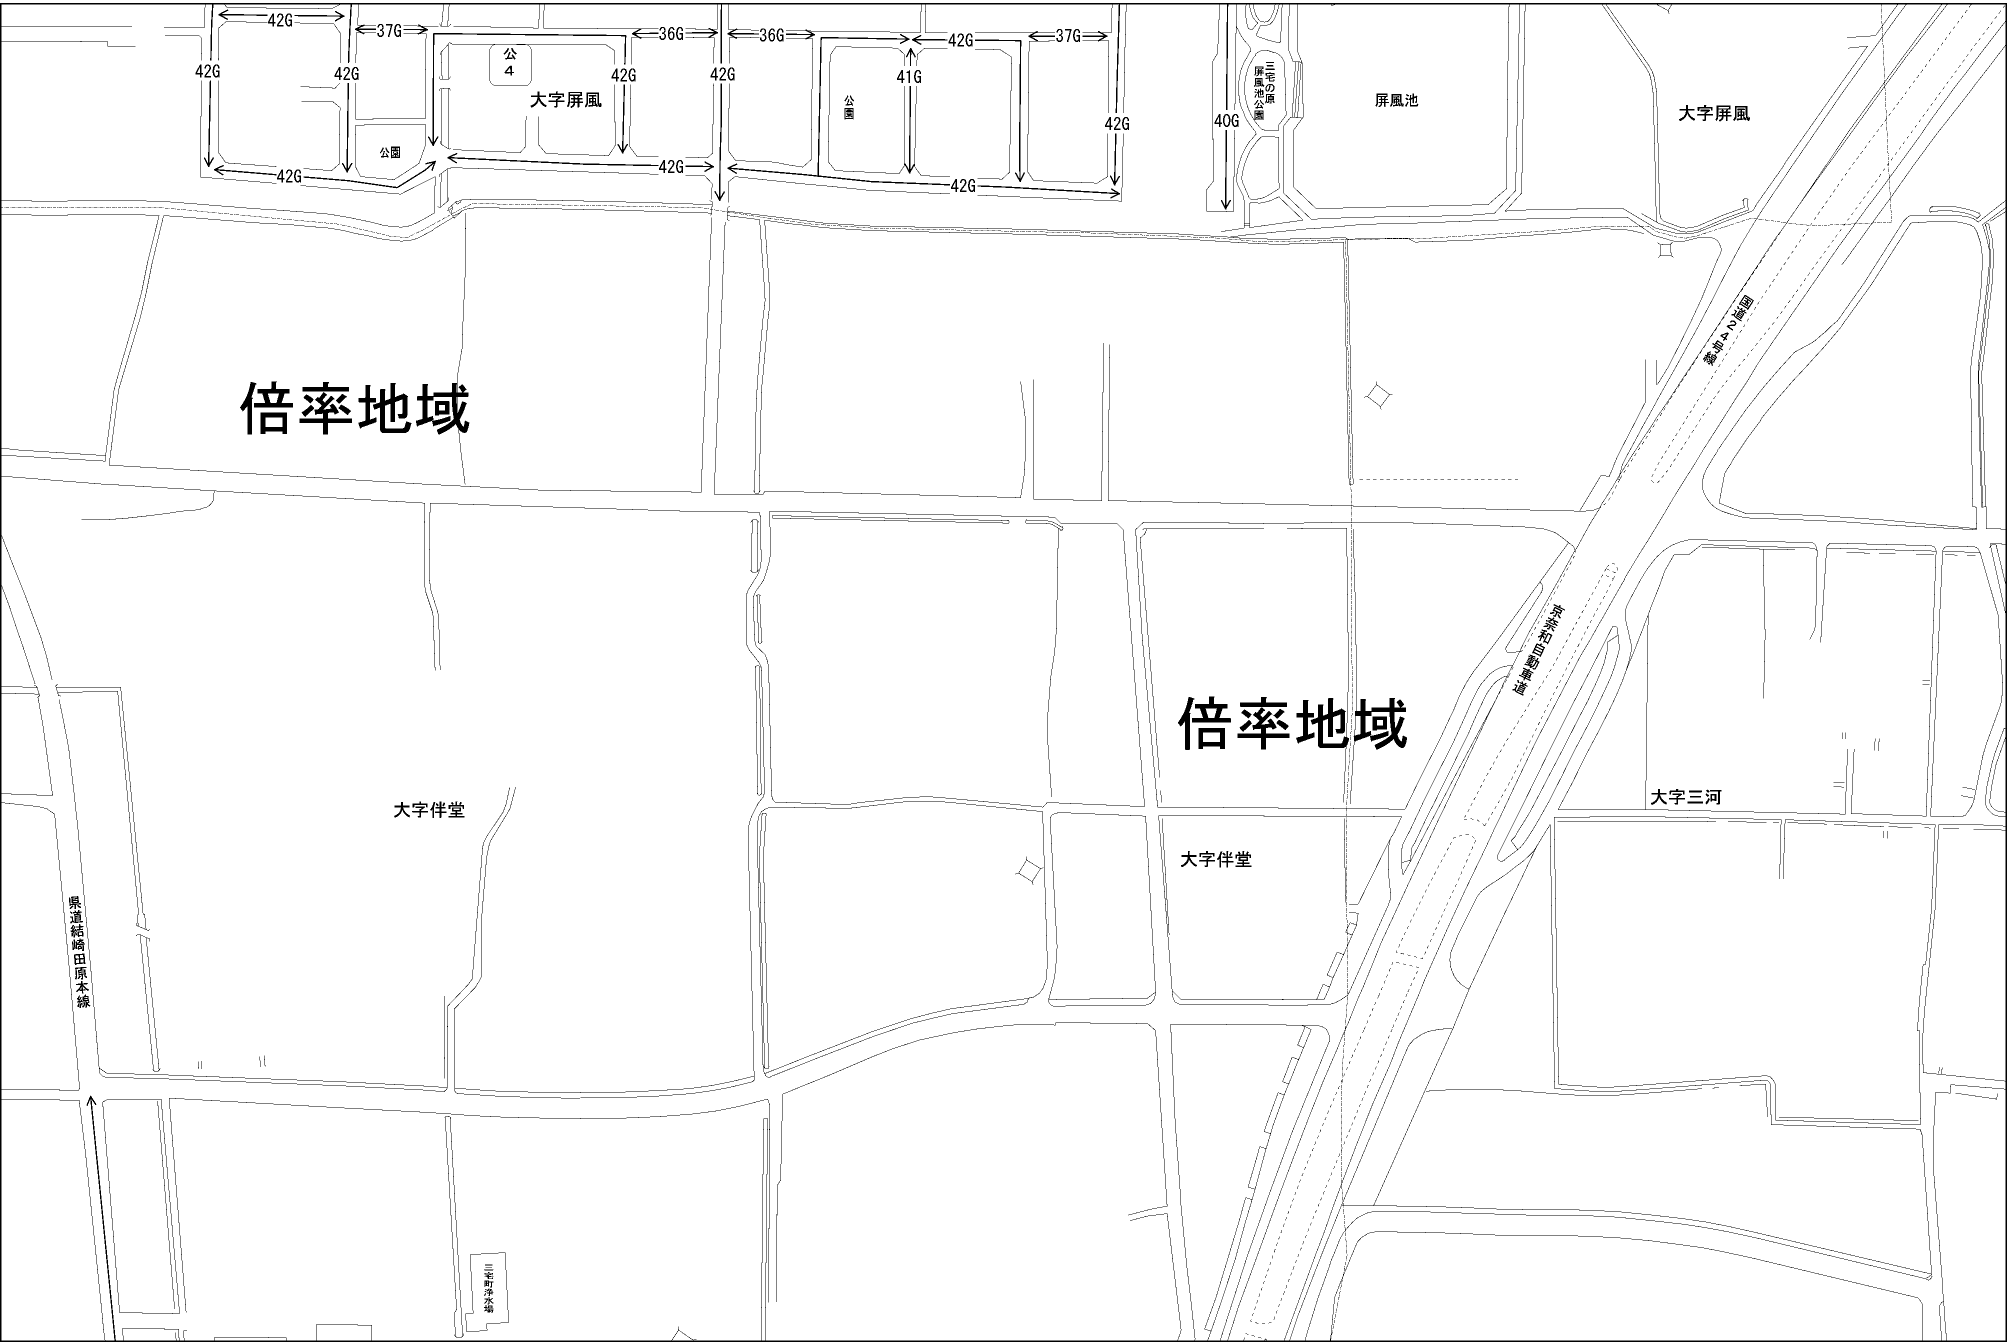 42G
37G
36G
36G
42G
37G
42G
42G
公
4
42G
42G
41G
三宅の原
屏風池公園
大字屏風
公園
屏風池
大字屏風
40G
42G
公園
42G
42G
42G
国道24号線
倍率地域
京奈和自動車道
倍率地域
大字伴堂
大字三河
大字伴堂
県道結崎田原本線
三宅町浄水場